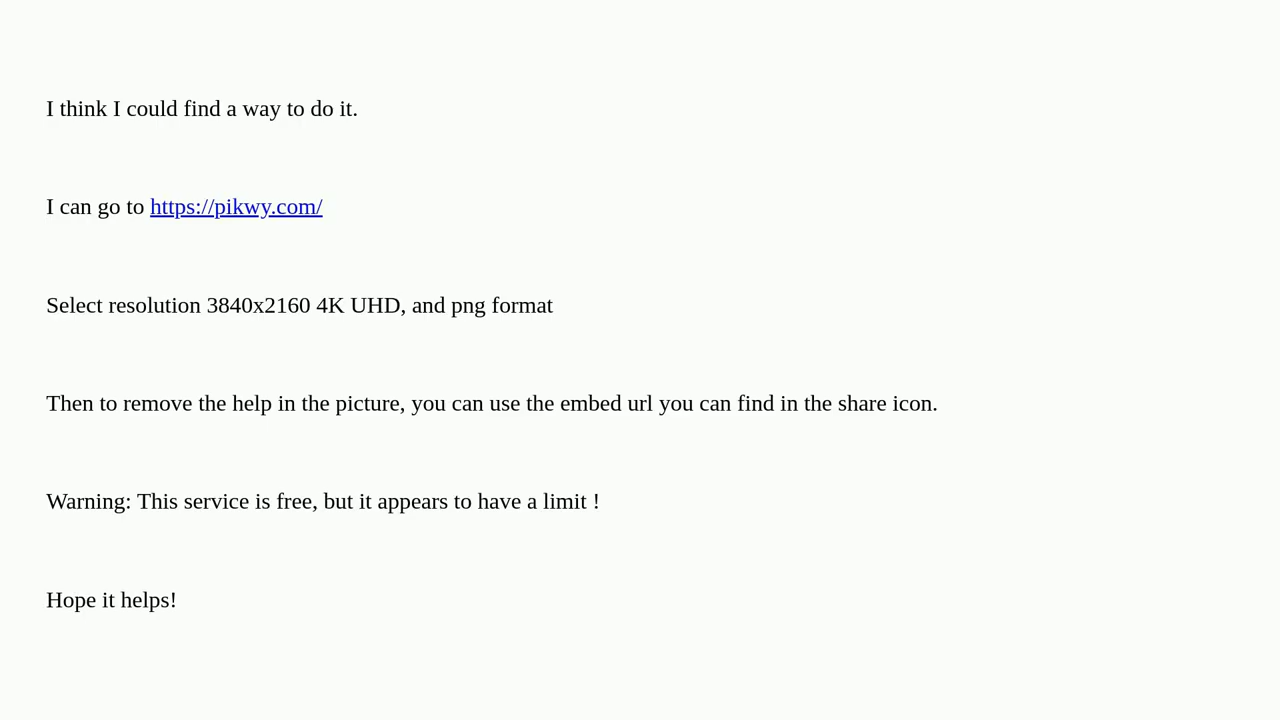 I think I could find a way to do it.
I can go to https://pikwy.com/
Select resolution 3840x2160 4K UHD, and png format
Then to remove the help in the picture, you can use the embed url you can find in the share icon.
Warning: This service is free, but it appears to have a limit !
Hope it helps!